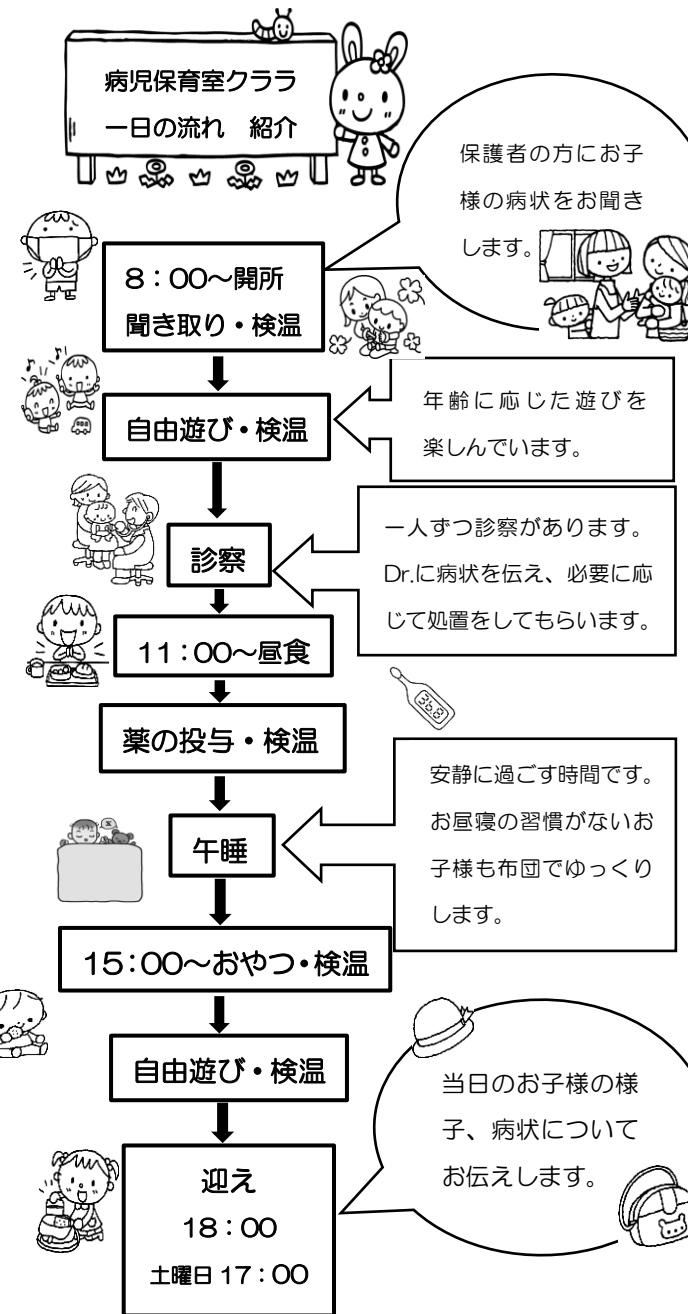 病児保育室クララ
一日の流れ　紹介
保護者の方にお子
様の病状をお聞き
します。
8：00～開所
聞き取り・検温
自由遊び・検温
年齢に応じた遊びを
楽しんでいます。
診察
一人ずつ診察があります。
Dr.に病状を伝え、必要に応
じて処置をしてもらいます。
11：00～昼食
36.8
薬の投与・検温
午睡
安静に過ごす時間です。
お昼寝の習慣がないお
子様も布団でゆっくり
します。
15：00～おやつ・検温
自由遊び・検温
当日のお子様の様
子、病状について
お伝えします。
迎え
18：00
土曜日 17：00